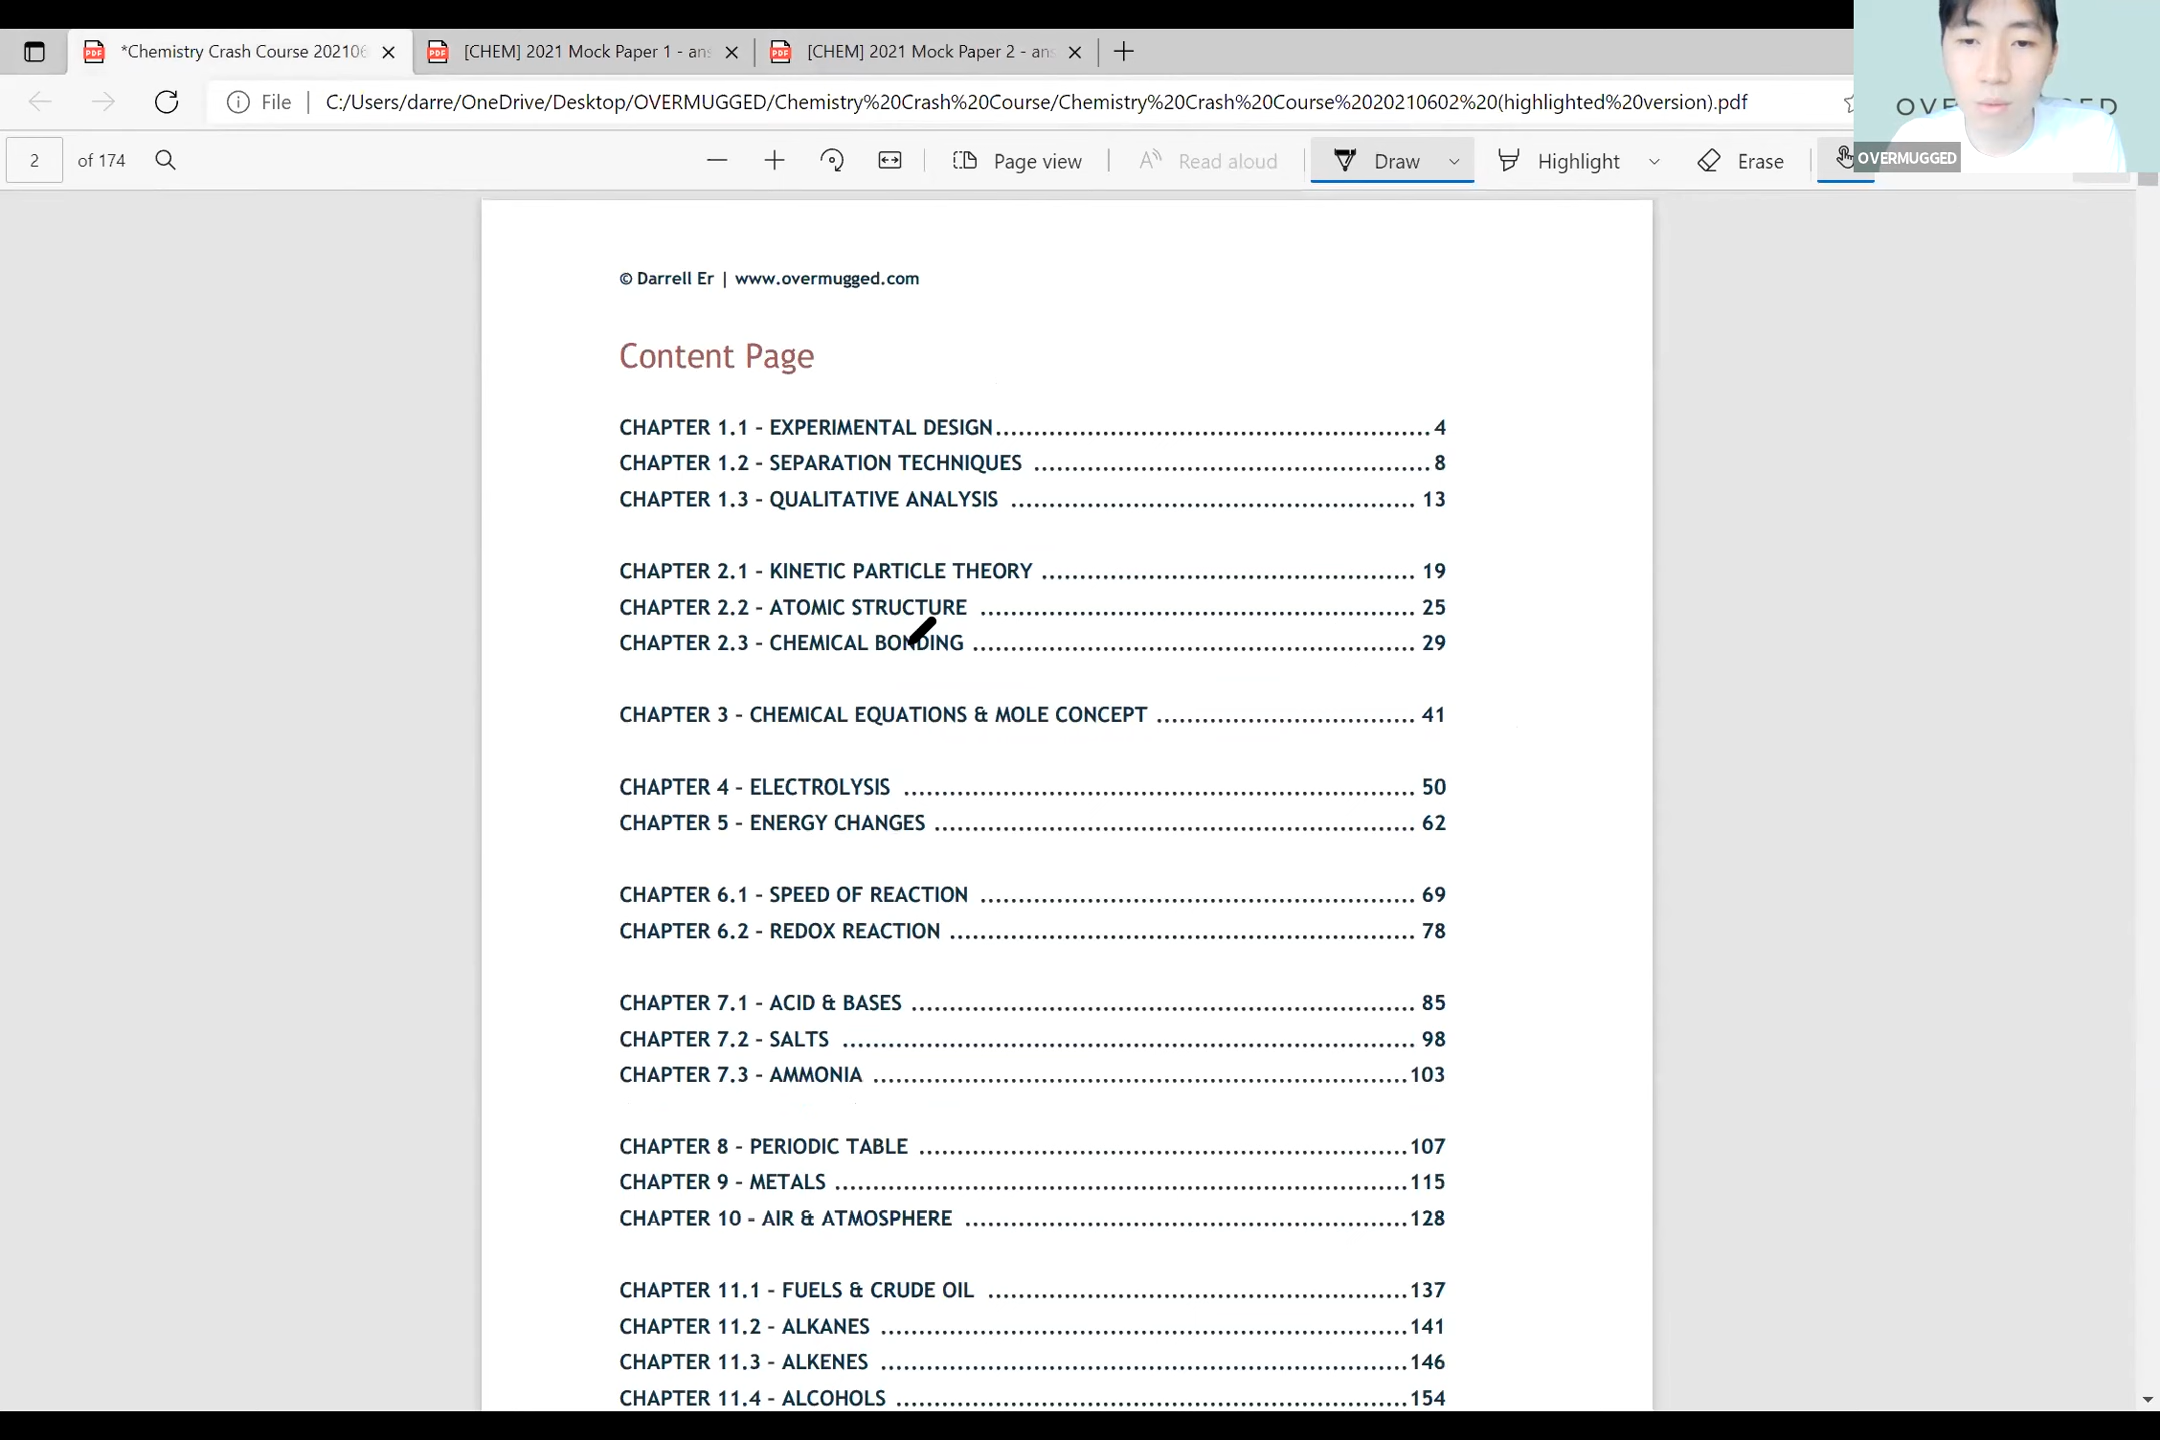 *Chemistry Crash Course 202106
[CHEM] 2021 Mock Paper 1 - ans
[CHEM] 2021 Mock Paper 2 - ans
File
C:/Users/darre/OneDrive/Desktop/OVERMUGGED/Chemistry%20Crash%20Course/Chemistry%20Crash%20Course%2020210602%20(highlighted%20version).pdf
2 of 174
Page view
Read aloud
Draw
Highlight
Erase
OVERMUGGED
© Darrell Er | www.overmugged.com
Content Page
CHAPTER 1.1 - EXPERIMENTAL DESIGN 4
CHAPTER 1.2 - SEPARATION TECHNIQUES 8
CHAPTER 1.3 - QUALITATIVE ANALYSIS 13
CHAPTER 2.1 - KINETIC PARTICLE THEORY 19
CHAPTER 2.2 - ATOMIC STRUCTURE 25
CHAPTER 2.3 - CHEMICAL BONDING 29
CHAPTER 3 - CHEMICAL EQUATIONS & MOLE CONCEPT 41
CHAPTER 4 - ELECTROLYSIS 50
CHAPTER 5 - ENERGY CHANGES 62
CHAPTER 6.1 - SPEED OF REACTION 69
CHAPTER 6.2 - REDOX REACTION 78
CHAPTER 7.1 - ACID & BASES 85
CHAPTER 7.2 - SALTS 98
CHAPTER 7.3 - AMMONIA 103
CHAPTER 8 - PERIODIC TABLE 107
CHAPTER 9 - METALS 115
CHAPTER 10 - AIR & ATMOSPHERE 128
CHAPTER 11.1 - FUELS & CRUDE OIL 137
CHAPTER 11.2 - ALKANES 141
CHAPTER 11.3 - ALKENES 146
CHAPTER 11.4 - ALCOHOLS 154